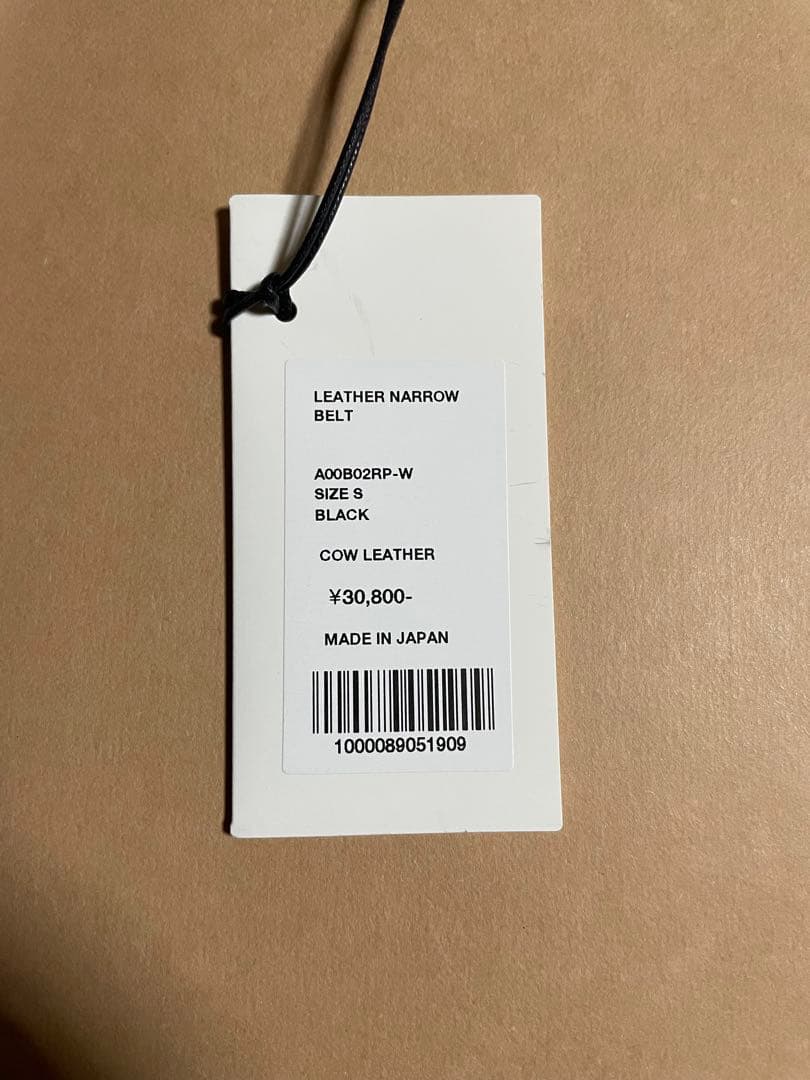 LEATHER NARROW
BELT
A00B02RP-W
SIZE S
BLACK
COW LEATHER
¥30,800-
MADE IN JAPAN
1000089051909